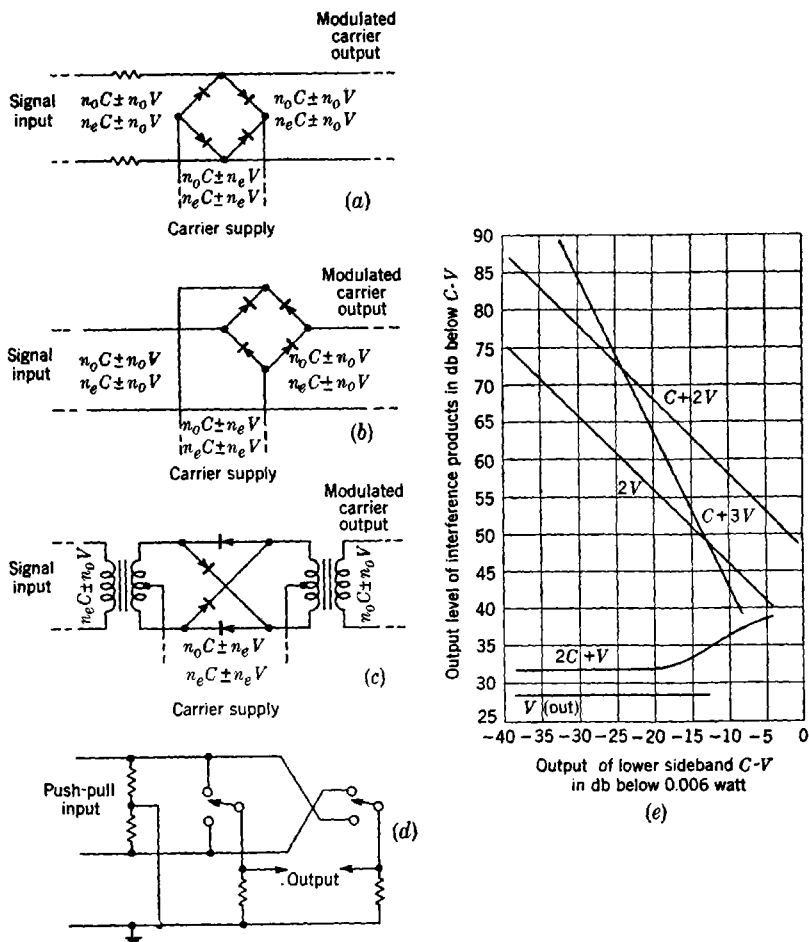 Modulated
carrier
output
Signal
input
n₀C ± n₀V
nₑC ± n₀V
n₀C ± n₀V
nₑC ± n₀V
n₀C ± nₑV
nₑC ± nₑV
Carrier supply
(a)
Modulated
carrier
output
Signal
input
n₀C ± n₀V
nₑC ± n₀V
n₀C ± n₀V
nₑC ± n₀V
n₀C ± nₑV
nₑC ± nₑV
Carrier supply
(b)
Modulated
carrier
output
Signal
input
nₑC ± n₀V
n₀C ± n₀V
n₀C ± nₑV
nₑC ± nₑV
Carrier supply
(c)
Push-pull
input
Output
(d)
Output level of interference products in db below C-V
90
85
80
75
70
65
60
55
50
45
40
35
30
25
C+2V
2V
C+3V
2C+V
V (out)
-40 -35 -30 -25 -20 -15 -10 -5 0
Output of lower sideband C-V
in db below 0.006 watt
(e)